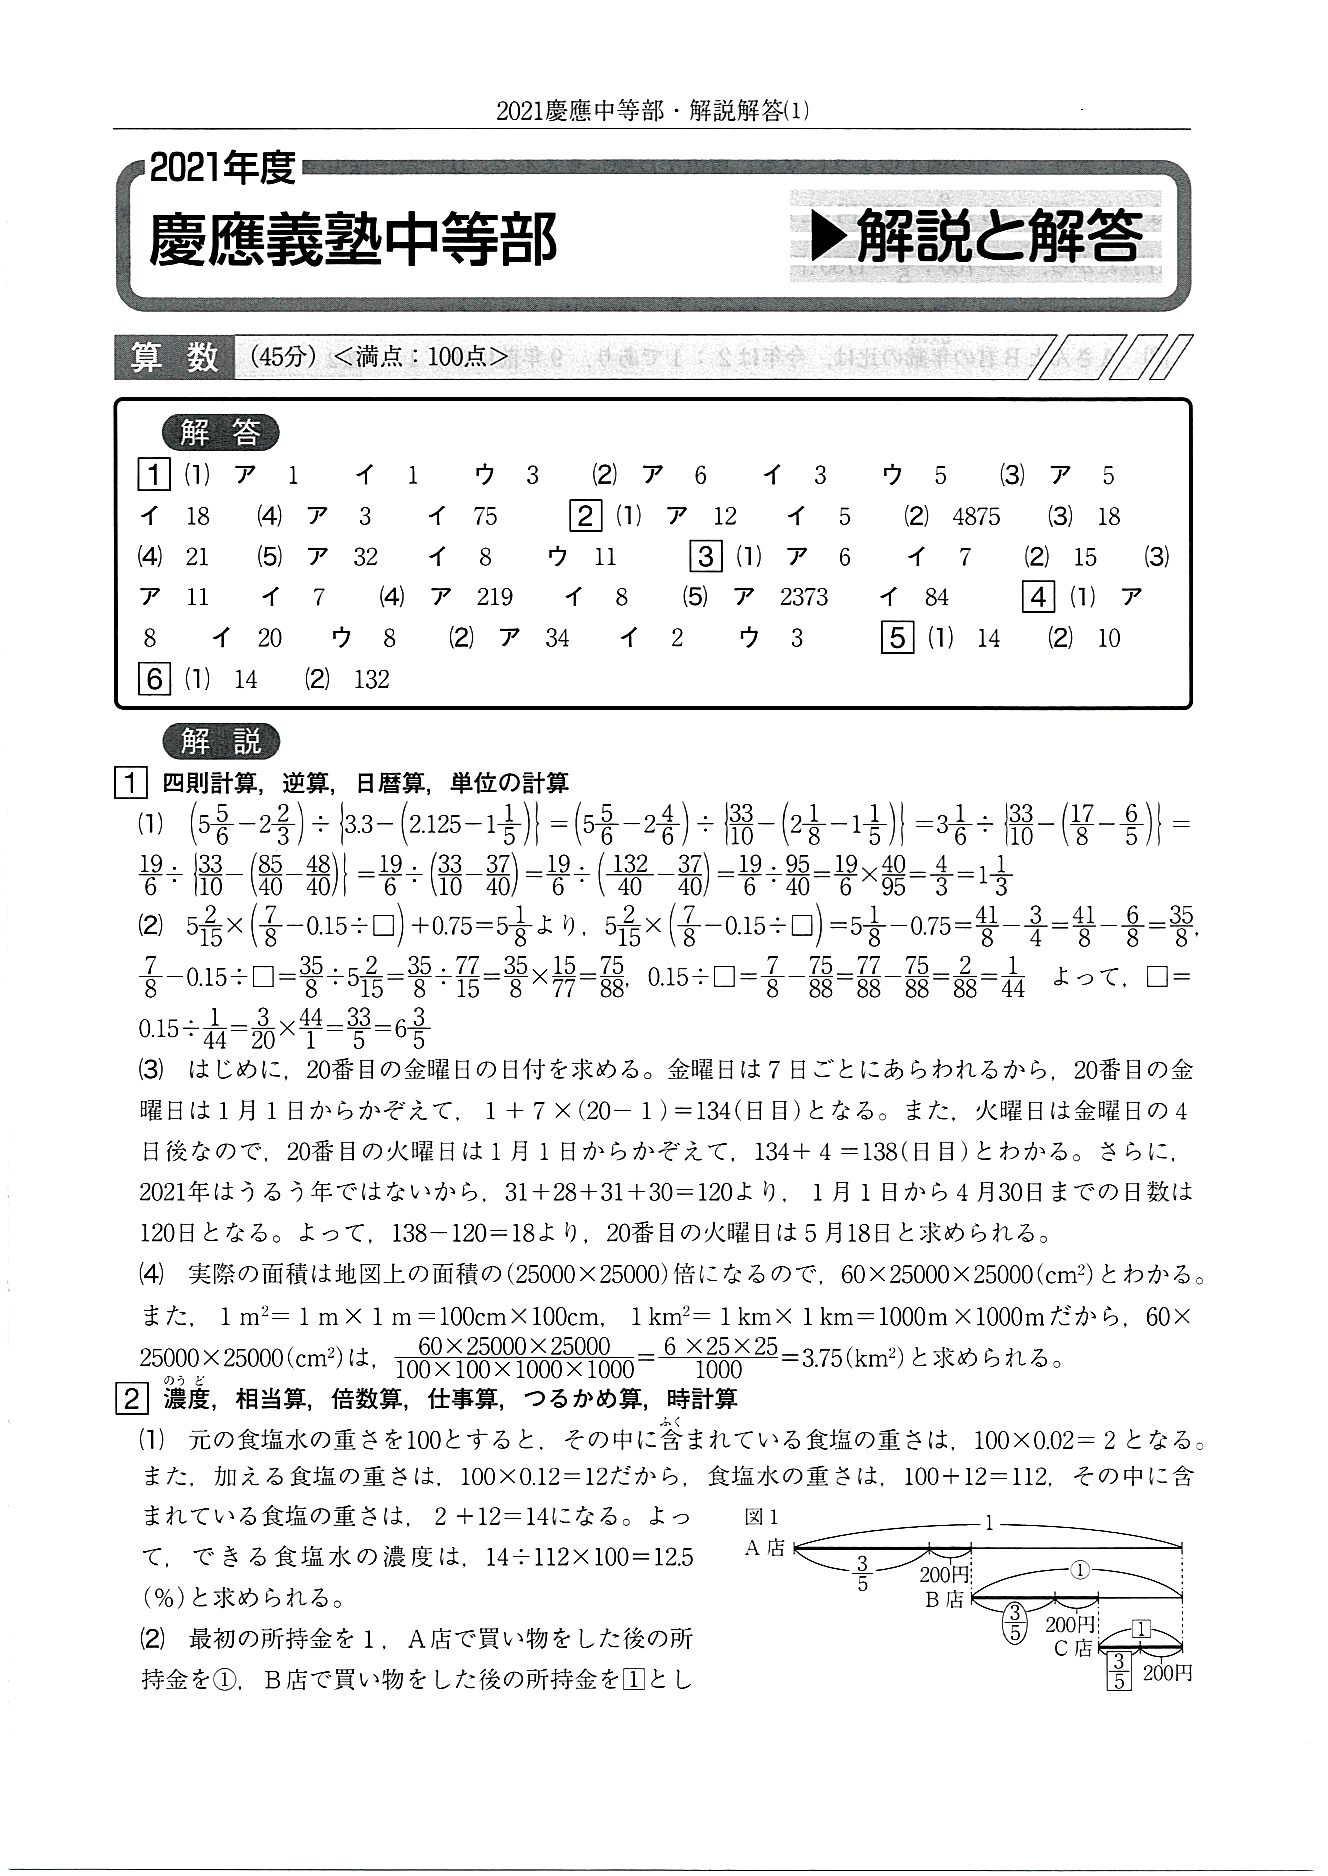 2021慶應中等部・解説解答(1)
2021年度
慶應義塾中等部
▶解説と解答
算 数 (45分) ＜満点：100点＞
解 答
1 (1) ア 1 イ 1 ウ 3 (2) ア 6 イ 3 ウ 5 (3) ア 5
イ 18 (4) ア 3 イ 75 2 (1) ア 12 イ 5 (2) 4875 (3) 18
(4) 21 (5) ア 32 イ 8 ウ 11 3 (1) ア 6 イ 7 (2) 15 (3)
ア 11 イ 7 (4) ア 219 イ 8 (5) ア 2373 イ 84 4 (1) ア
8 イ 20 ウ 8 (2) ア 34 イ 2 ウ 3 5 (1) 14 (2) 10
6 (1) 14 (2) 132
解 説
1 四則計算，逆算，日暦算，単位の計算
(1) (5 5/6－2 2/3)÷{3.3－(2.125－1 1/5)}＝(5 5/6－2 4/6)÷{33/10－(2 1/8－1 1/5)}＝3 1/6÷{33/10－(17/8－6/5)}＝
19/6÷{33/10－(85/40－48/40)}＝19/6÷(33/10－37/40)＝19/6÷(132/40－37/40)＝19/6÷95/40＝19/6×40/95＝4/3＝1 1/3
(2) 5 2/15×(7/8－0.15÷□)＋0.75＝5 1/8より，5 2/15×(7/8－0.15÷□)＝5 1/8－0.75＝41/8－3/4＝41/8－6/8＝35/8，
7/8－0.15÷□＝35/8÷5 2/15＝35/8÷77/15＝35/8×15/77＝75/88，0.15÷□＝7/8－75/88＝77/88－75/88＝2/88＝1/44 よって，□＝
0.15÷1/44＝3/20×44/1＝33/5＝6 3/5
(3) はじめに，20番目の金曜日の日付を求める。金曜日は7日ごとにあらわれるから，20番目の金
曜日は1月1日からかぞえて，1＋7×(20－1)＝134(日目)となる。また，火曜日は金曜日の4
日後なので，20番目の火曜日は1月1日からかぞえて，134＋4＝138(日目)とわかる。さらに，
2021年はうるう年ではないから，31＋28＋31＋30＝120より，1月1日から4月30日までの日数は
120日となる。よって，138－120＝18より，20番目の火曜日は5月18日と求められる。
(4) 実際の面積は地図上の面積の(25000×25000)倍になるので，60×25000×25000(cm²)とわかる。
また，1m²＝1m×1m＝100cm×100cm，1km²＝1km×1km＝1000m×1000mだから，60×
25000×25000(cm²)は，60×25000×25000/100×100×1000×1000＝6×25×25/1000＝3.75(km²)と求められる。
のうど
2 濃度，相当算，倍数算，仕事算，つるかめ算，時計算
ふく
(1) 元の食塩水の重さを100とすると，その中に含まれている食塩の重さは，100×0.02＝2となる。
また，加える食塩の重さは，100×0.12＝12だから，食塩水の重さは，100＋12＝112，その中に含
まれている食塩の重さは，2＋12＝14になる。よっ
て，できる食塩水の濃度は，14÷112×100＝12.5
(％)と求められる。
(2) 最初の所持金を1，A店で買い物をした後の所
持金を①，B店で買い物をした後の所持金を1とし
図1
1
A店
3/5
200円
①
B店
3/5
200円
1
C店
3/5
200円